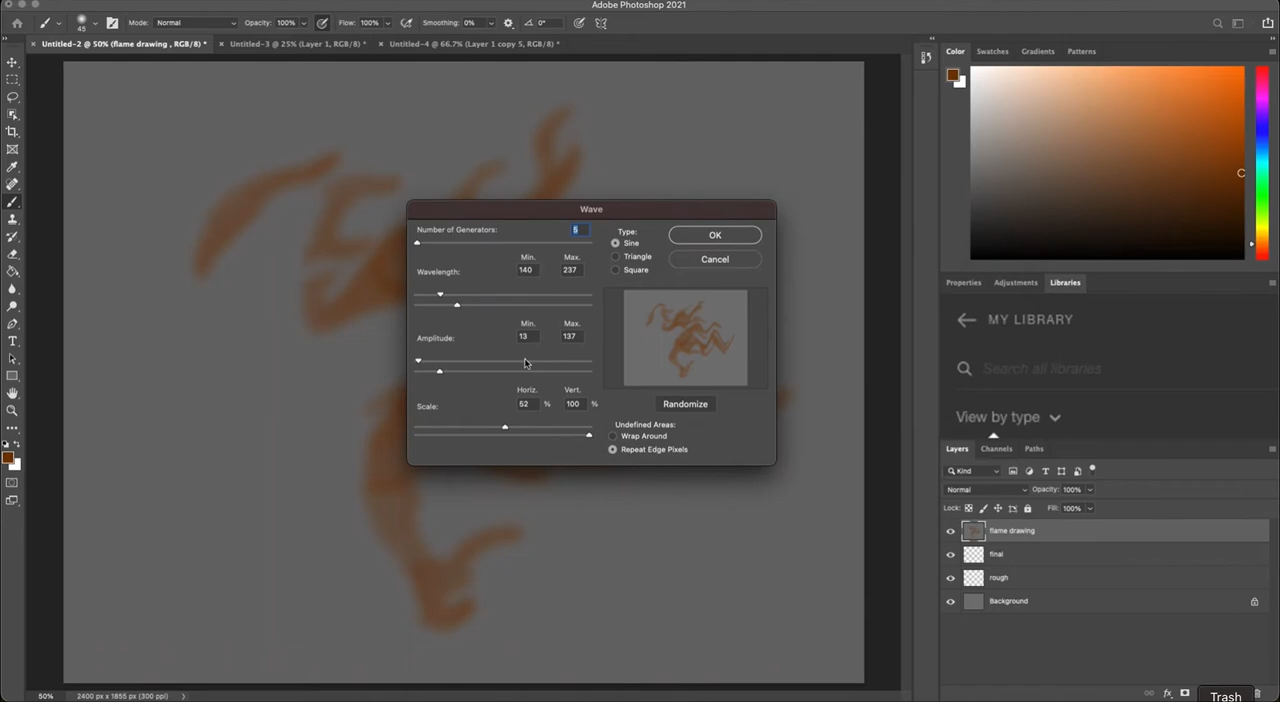 Adobe Photoshop 2021
45
Mode: Normal
Opacity: 100%
Flow: 100%
Smoothing: 0%
0°
Untitled-2 @ 50% (flame drawing , RGB/8) *
Untitled-3 @ 25% (Layer 1, RGB/8) *
Untitled-4 @ 66.7% (Layer 1 copy 5, RGB/8) *
Color
Swatches
Gradients
Patterns
Wave
Number of Generators: 5
Type:
Sine
Triangle
Square
OK
Cancel
Min. Max.
Wavelength: 140 237
Min. Max.
Amplitude: 13 137
Horiz. Vert.
Scale: 52 % 100 %
Randomize
Undefined Areas:
Wrap Around
Repeat Edge Pixels
Properties
Adjustments
Libraries
MY LIBRARY
Search all libraries
View by type
Layers
Channels
Paths
Kind
Normal
Opacity: 100%
Lock:
Fill: 100%
flame drawing
final
rough
Background
50%
2400 px x 1855 px (300 ppi)
Trash